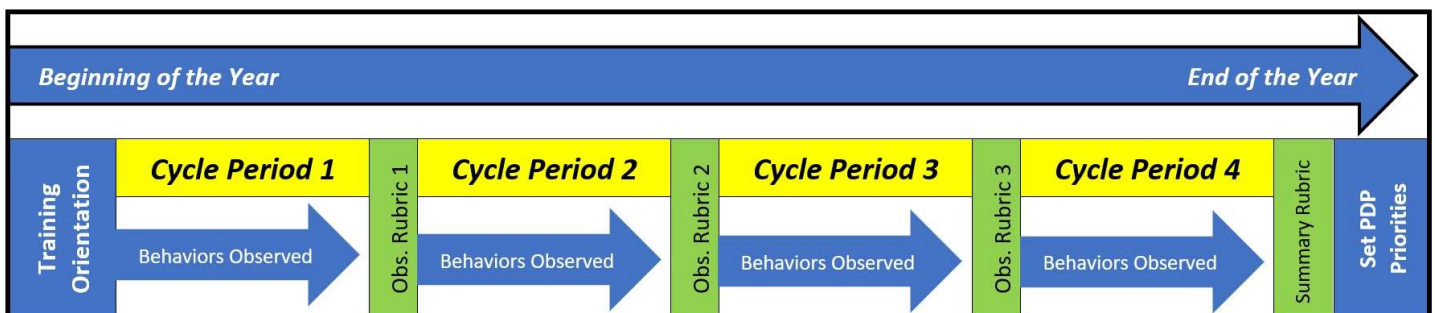 Beginning of the Year
End of the Year
Training
Orientation
Cycle Period 1
Behaviors Observed
Obs. Rubric 1
Cycle Period 2
Behaviors Observed
Obs. Rubric 2
Cycle Period 3
Behaviors Observed
Obs. Rubric 3
Cycle Period 4
Behaviors Observed
Summary Rubric
Set PDP
Priorities